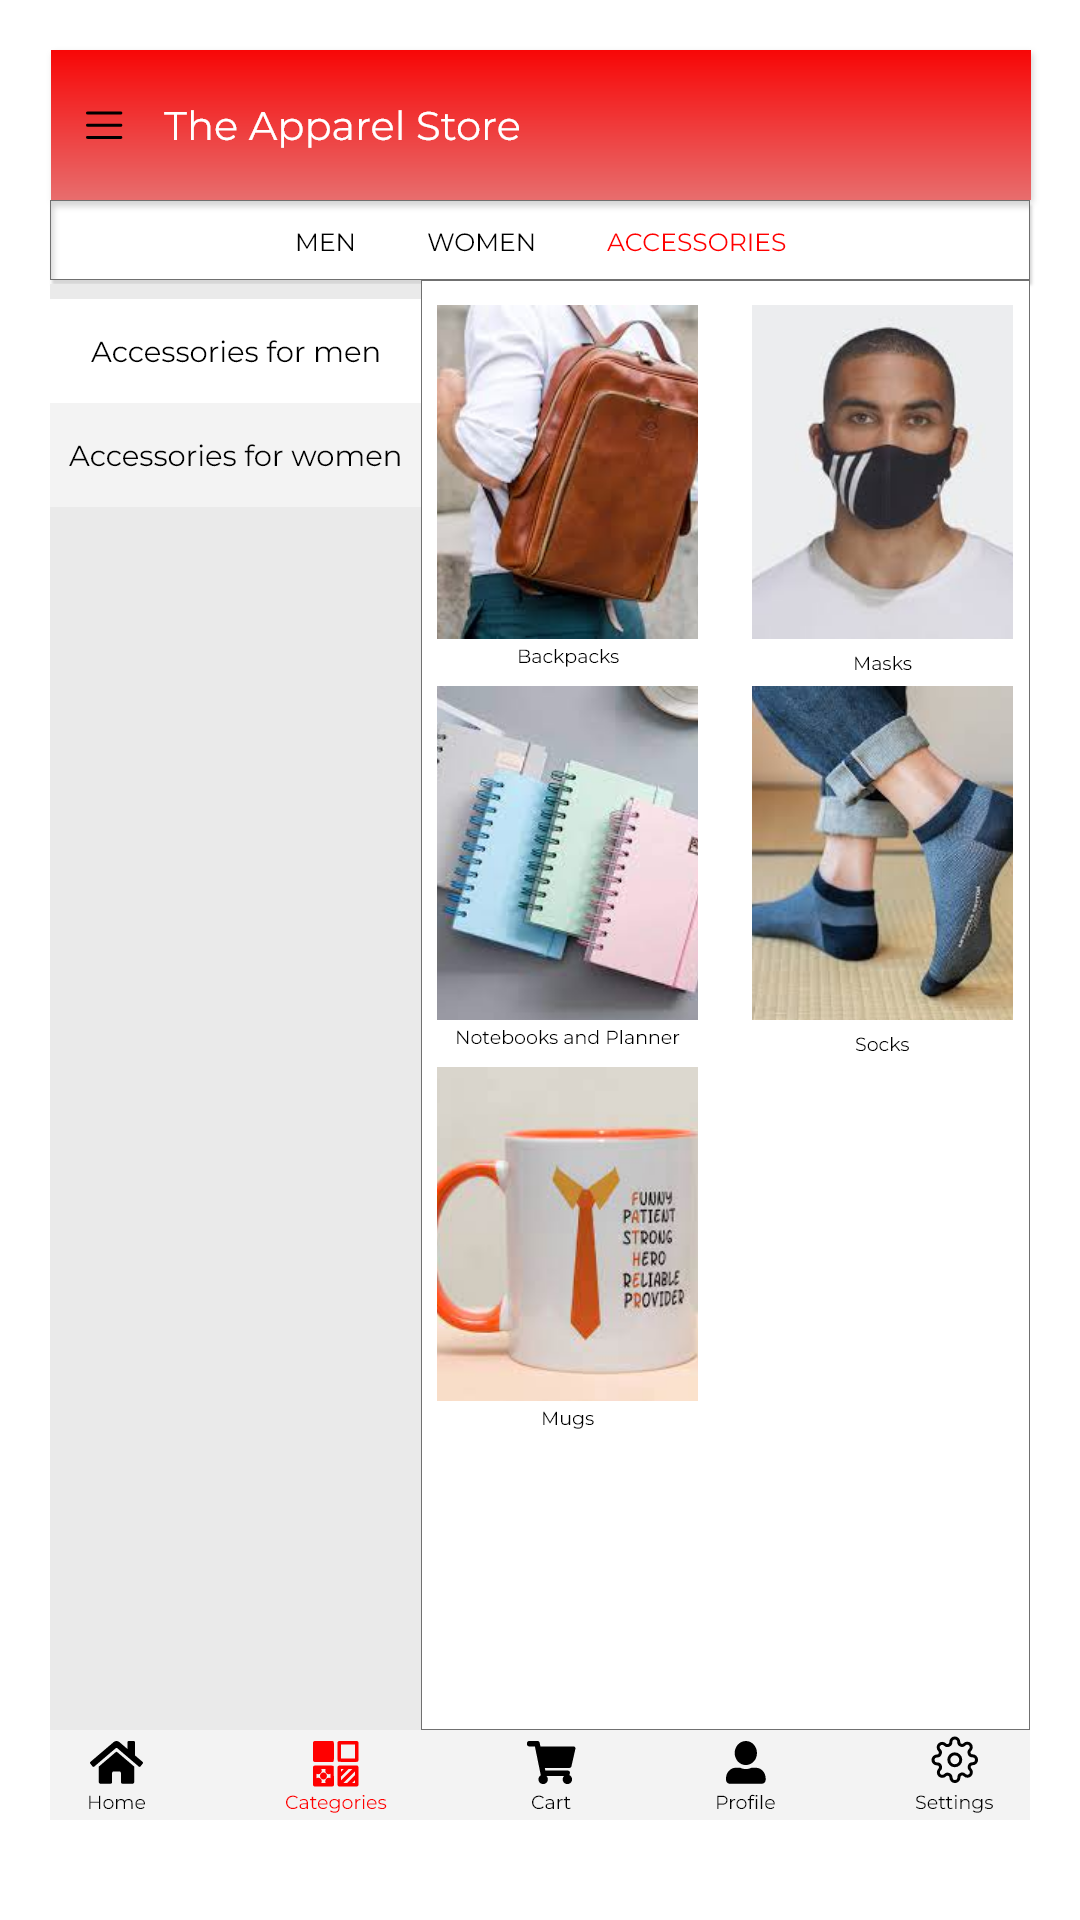 The Apparel Store
MEN
WOMEN
ACCESSORIES
Accessories for men
Accessories for women
Backpacks
Masks
Notebooks and Planner
Socks
FUNNY
PATIENT
STRONG
HERO
RELIABLE
PROVIDER
Mugs
Home
Categories
Cart
Profile
Settings